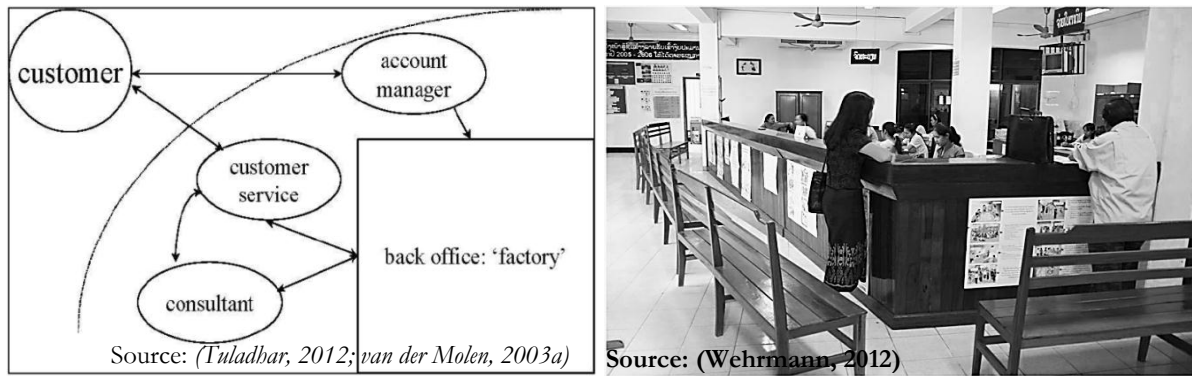 customer
account
manager
customer
service
back office: ‘factory’
consultant
Source: (Tuladhar, 2012; van der Molen, 2003a)
Source: (Wehrmann, 2012)